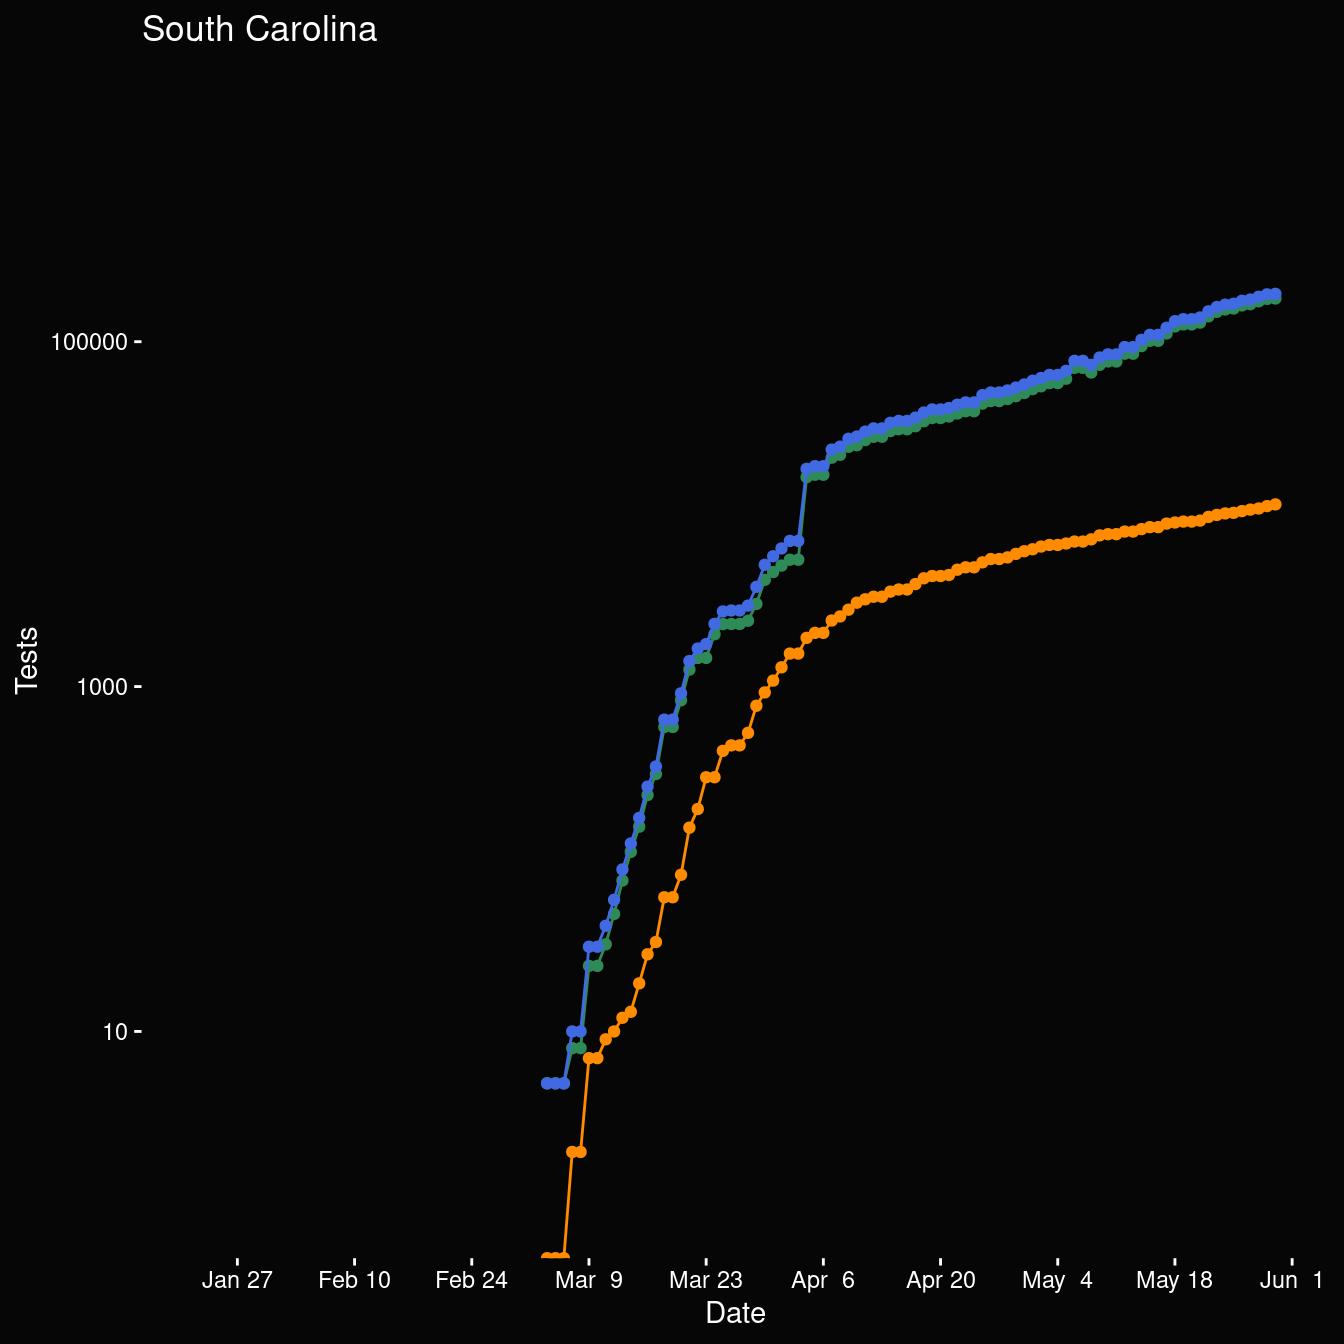 South Carolina
Tests
100000
1000
10
Jan 27
Feb 10
Feb 24
Mar  9
Mar 23
Apr  6
Apr 20
May  4
May 18
Jun  1
Date